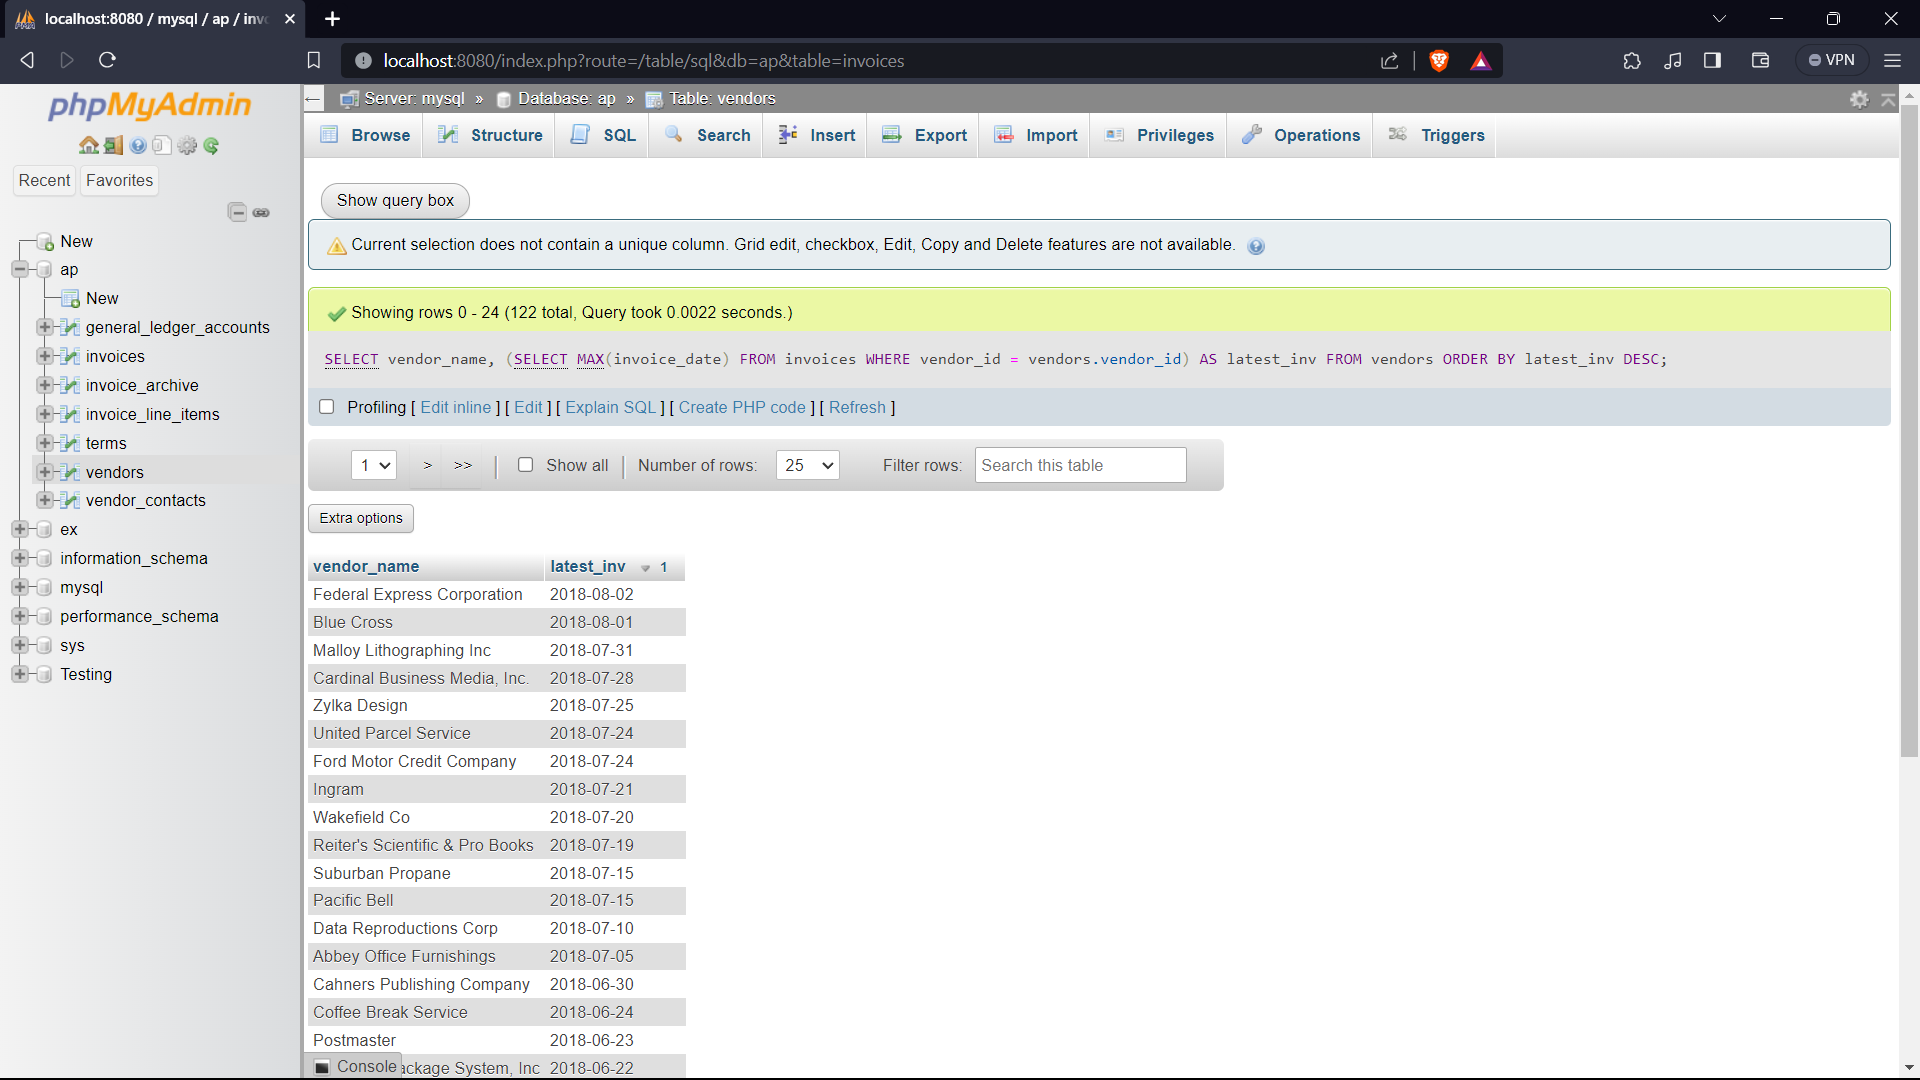 localhost:8080 / mysql / ap / inv
localhost:8080/index.php?route=/table/sql&db=ap&table=invoices
VPN
phpMyAdmin
Recent
Favorites
New
ap
New
general_ledger_accounts
invoices
invoice_archive
invoice_line_items
terms
vendors
vendor_contacts
ex
information_schema
mysql
performance_schema
sys
Testing
Server: mysql » Database: ap » Table: vendors
Browse Structure SQL Search Insert Export Import Privileges Operations Triggers
Show query box
Current selection does not contain a unique column. Grid edit, checkbox, Edit, Copy and Delete features are not available.
Showing rows 0 - 24 (122 total, Query took 0.0022 seconds.)
SELECT vendor_name, (SELECT MAX(invoice_date) FROM invoices WHERE vendor_id = vendors.vendor_id) AS latest_inv FROM vendors ORDER BY latest_inv DESC;
Profiling [ Edit inline ] [ Edit ] [ Explain SQL ] [ Create PHP code ] [ Refresh ]
1 > >> | Show all | Number of rows: 25 Filter rows: Search this table
Extra options
vendor_name latest_inv 1
Federal Express Corporation 2018-08-02
Blue Cross 2018-08-01
Malloy Lithographing Inc 2018-07-31
Cardinal Business Media, Inc. 2018-07-28
Zylka Design 2018-07-25
United Parcel Service 2018-07-24
Ford Motor Credit Company 2018-07-24
Ingram 2018-07-21
Wakefield Co 2018-07-20
Reiter's Scientific & Pro Books 2018-07-19
Suburban Propane 2018-07-15
Pacific Bell 2018-07-15
Data Reproductions Corp 2018-07-10
Abbey Office Furnishings 2018-07-05
Cahners Publishing Company 2018-06-30
Coffee Break Service 2018-06-24
Postmaster 2018-06-23
Console
ackage System, Inc 2018-06-22